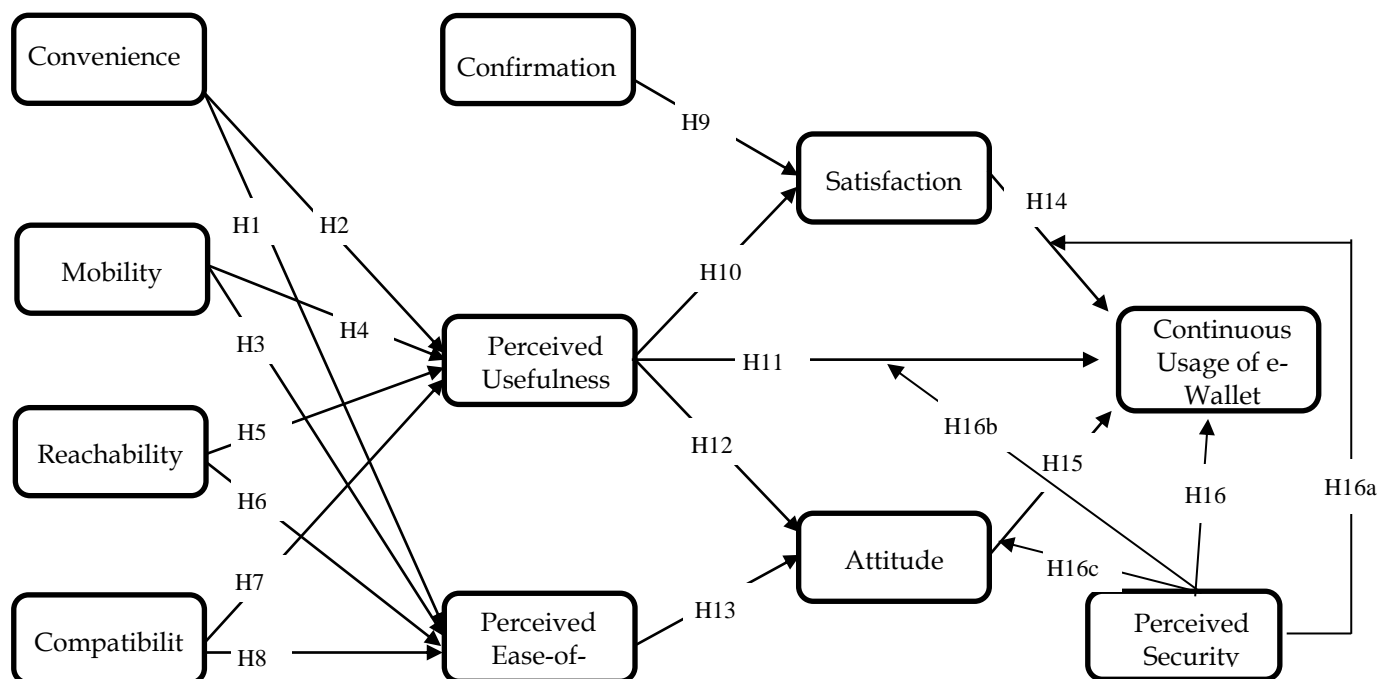 Convenience
Confirmation
H9
Satisfaction
H14
H1
H2
Mobility
H10
H4
H3
Perceived
Usefulness
H11
Continuous
Usage of e-
Wallet
H16b
H5
H12
Reachability
H15
H6
H16
H16a
Attitude
H16c
H7
H13
Compatibilit
H8
Perceived
Ease-of-
Perceived
Security